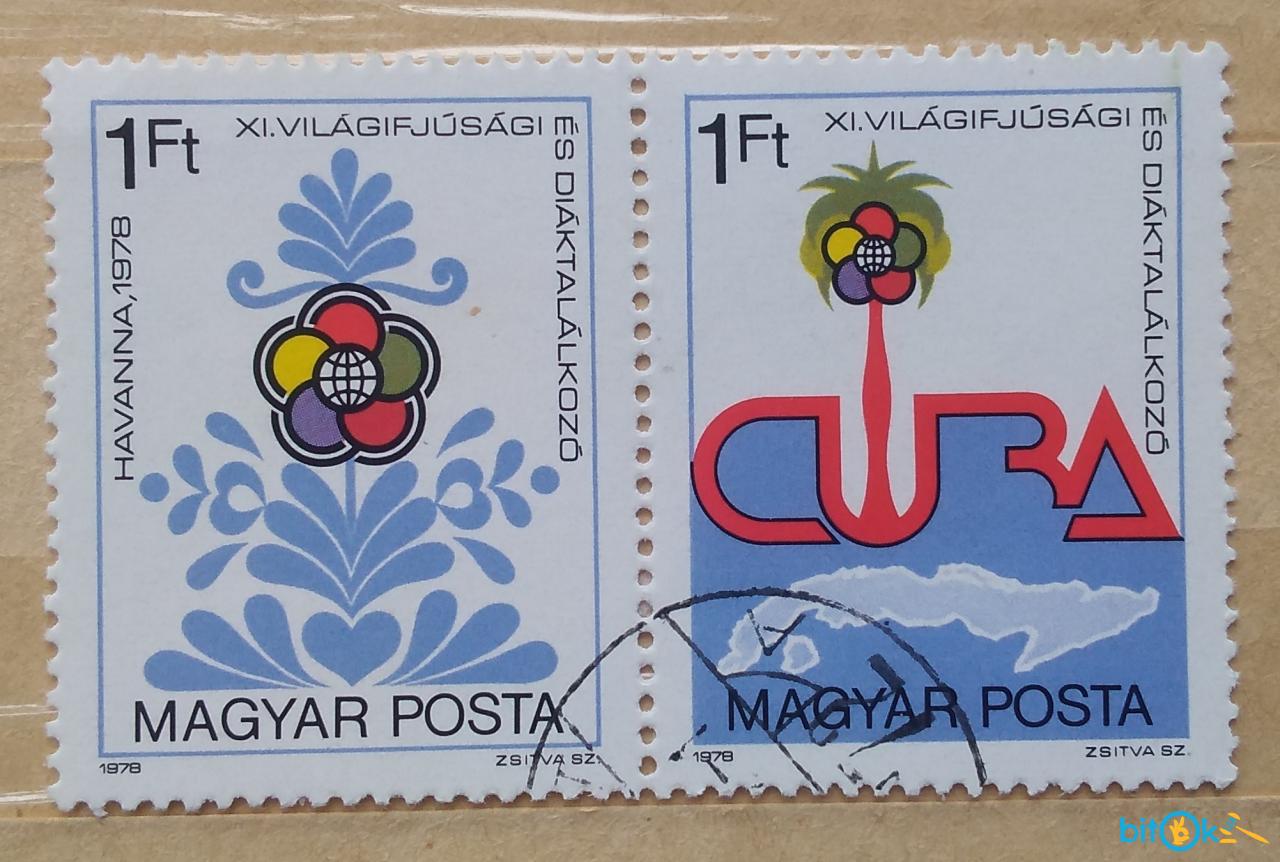 1Ft
XI. VILÁGIFJÚSÁGI
ÉS DIÁKTALÁLKOZÓ
HAVANNA, 1978
MAGYAR POSTA
1978
ZSITVA SZ.
1Ft
XI. VILÁGIFJÚSÁGI
ÉS DIÁKTALÁLKOZÓ
CUBA
MAGYAR POSTA
1978
ZSITVA SZ.
bitOk